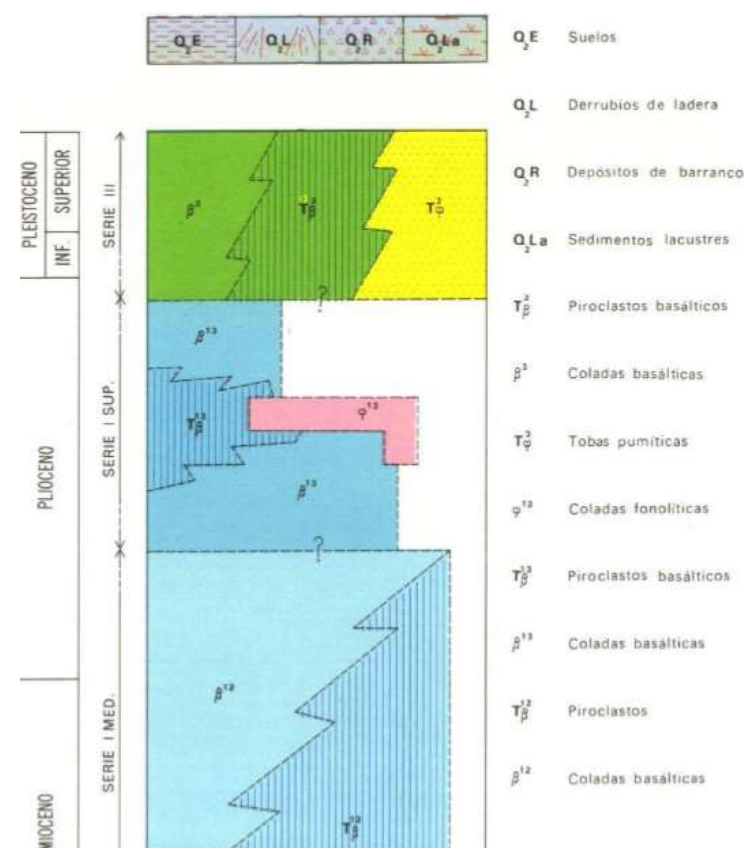 Q₂E Q₂L Q₂R Q₂La
Q₂E Suelos
Q₂L Derrubios de ladera
Q₂R Depósitos de barranco
Q₂La Sedimentos lacustres
Tᵦ³ Piroclastos basálticos
β³ Coladas basálticas
Tᵩ³ Tobas pumíticas
φ¹³ Coladas fonolíticas
Tᵦ¹³ Piroclastos basálticos
β¹³ Coladas basálticas
Tᵦ¹² Piroclastos
β¹² Coladas basálticas
PLEISTOCENO
SUPERIOR
INF.
PLIOCENO
MIOCENO
SERIE III
SERIE I SUP.
SERIE I MED.
β³ Tᵦ³ Tᵩ³
?
β¹³
φ¹³
Tᵦ¹³
β¹³
?
β¹²
Tᵦ¹²